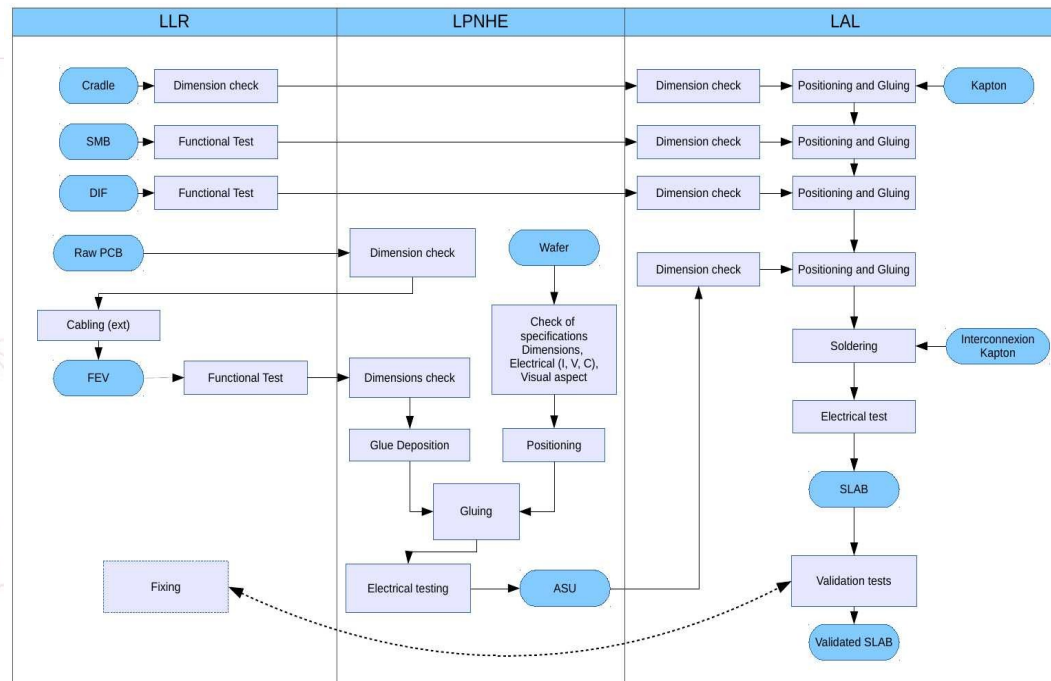 LLR
LPNHE
LAL
Cradle
Dimension check
Dimension check
Positioning and Gluing
Kapton
SMB
Functional Test
Dimension check
Positioning and Gluing
DIF
Functional Test
Dimension check
Positioning and Gluing
Raw PCB
Dimension check
Wafer
Dimension check
Positioning and Gluing
Cabling (ext)
Check of
specifications
Dimensions,
Electrical (I, V, C),
Visual aspect
Soldering
Interconnexion
Kapton
FEV
Functional Test
Dimensions check
Electrical test
Glue Deposition
Positioning
SLAB
Gluing
Fixing
Electrical testing
ASU
Validation tests
Validated SLAB